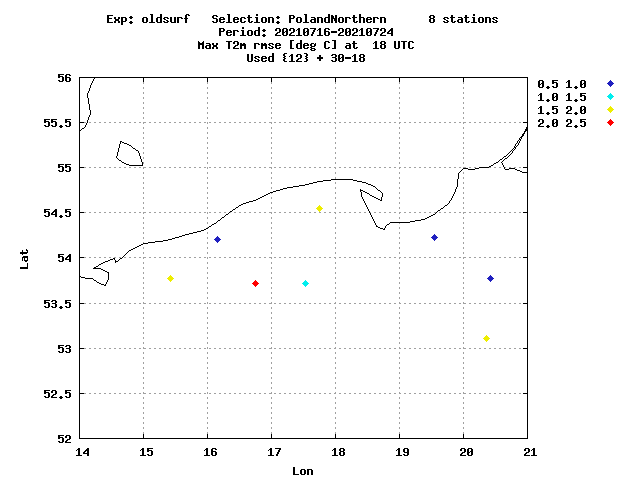 Exp: oldsurf Selection: PolandNorthern 8 stations
Period: 20210716-20210724
Max T2m rmse [deg C] at 18 UTC
Used {12} + 30-18
0.5 1.0
1.0 1.5
1.5 2.0
2.0 2.5
56
55.5
55
54.5
54
53.5
53
52.5
52
Lat
14 15 16 17 18 19 20 21
Lon